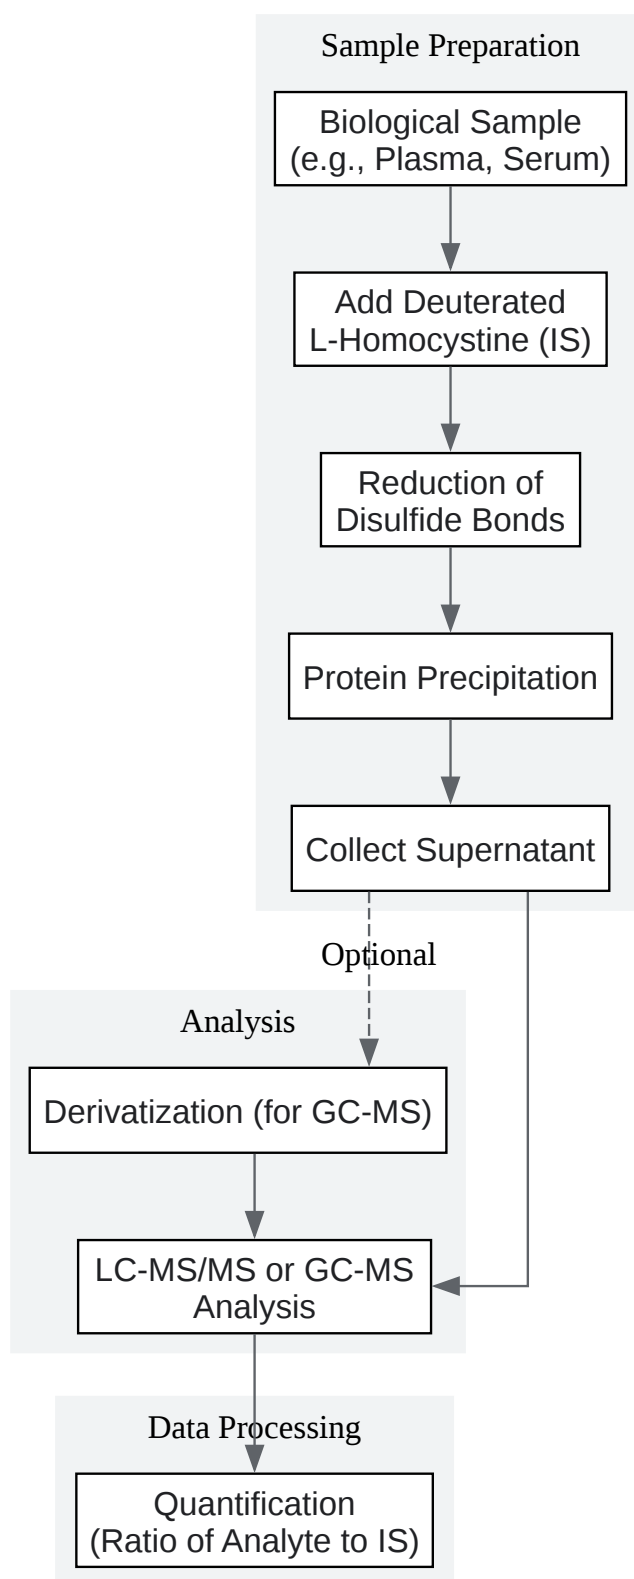 Sample Preparation
Biological Sample
(e.g., Plasma, Serum)
Add Deuterated
L-Homocystine (IS)
Reduction of
Disulfide Bonds
Protein Precipitation
Collect Supernatant
Optional
Analysis
Derivatization (for GC-MS)
LC-MS/MS or GC-MS
Analysis
Data Processing
Quantification
(Ratio of Analyte to IS)